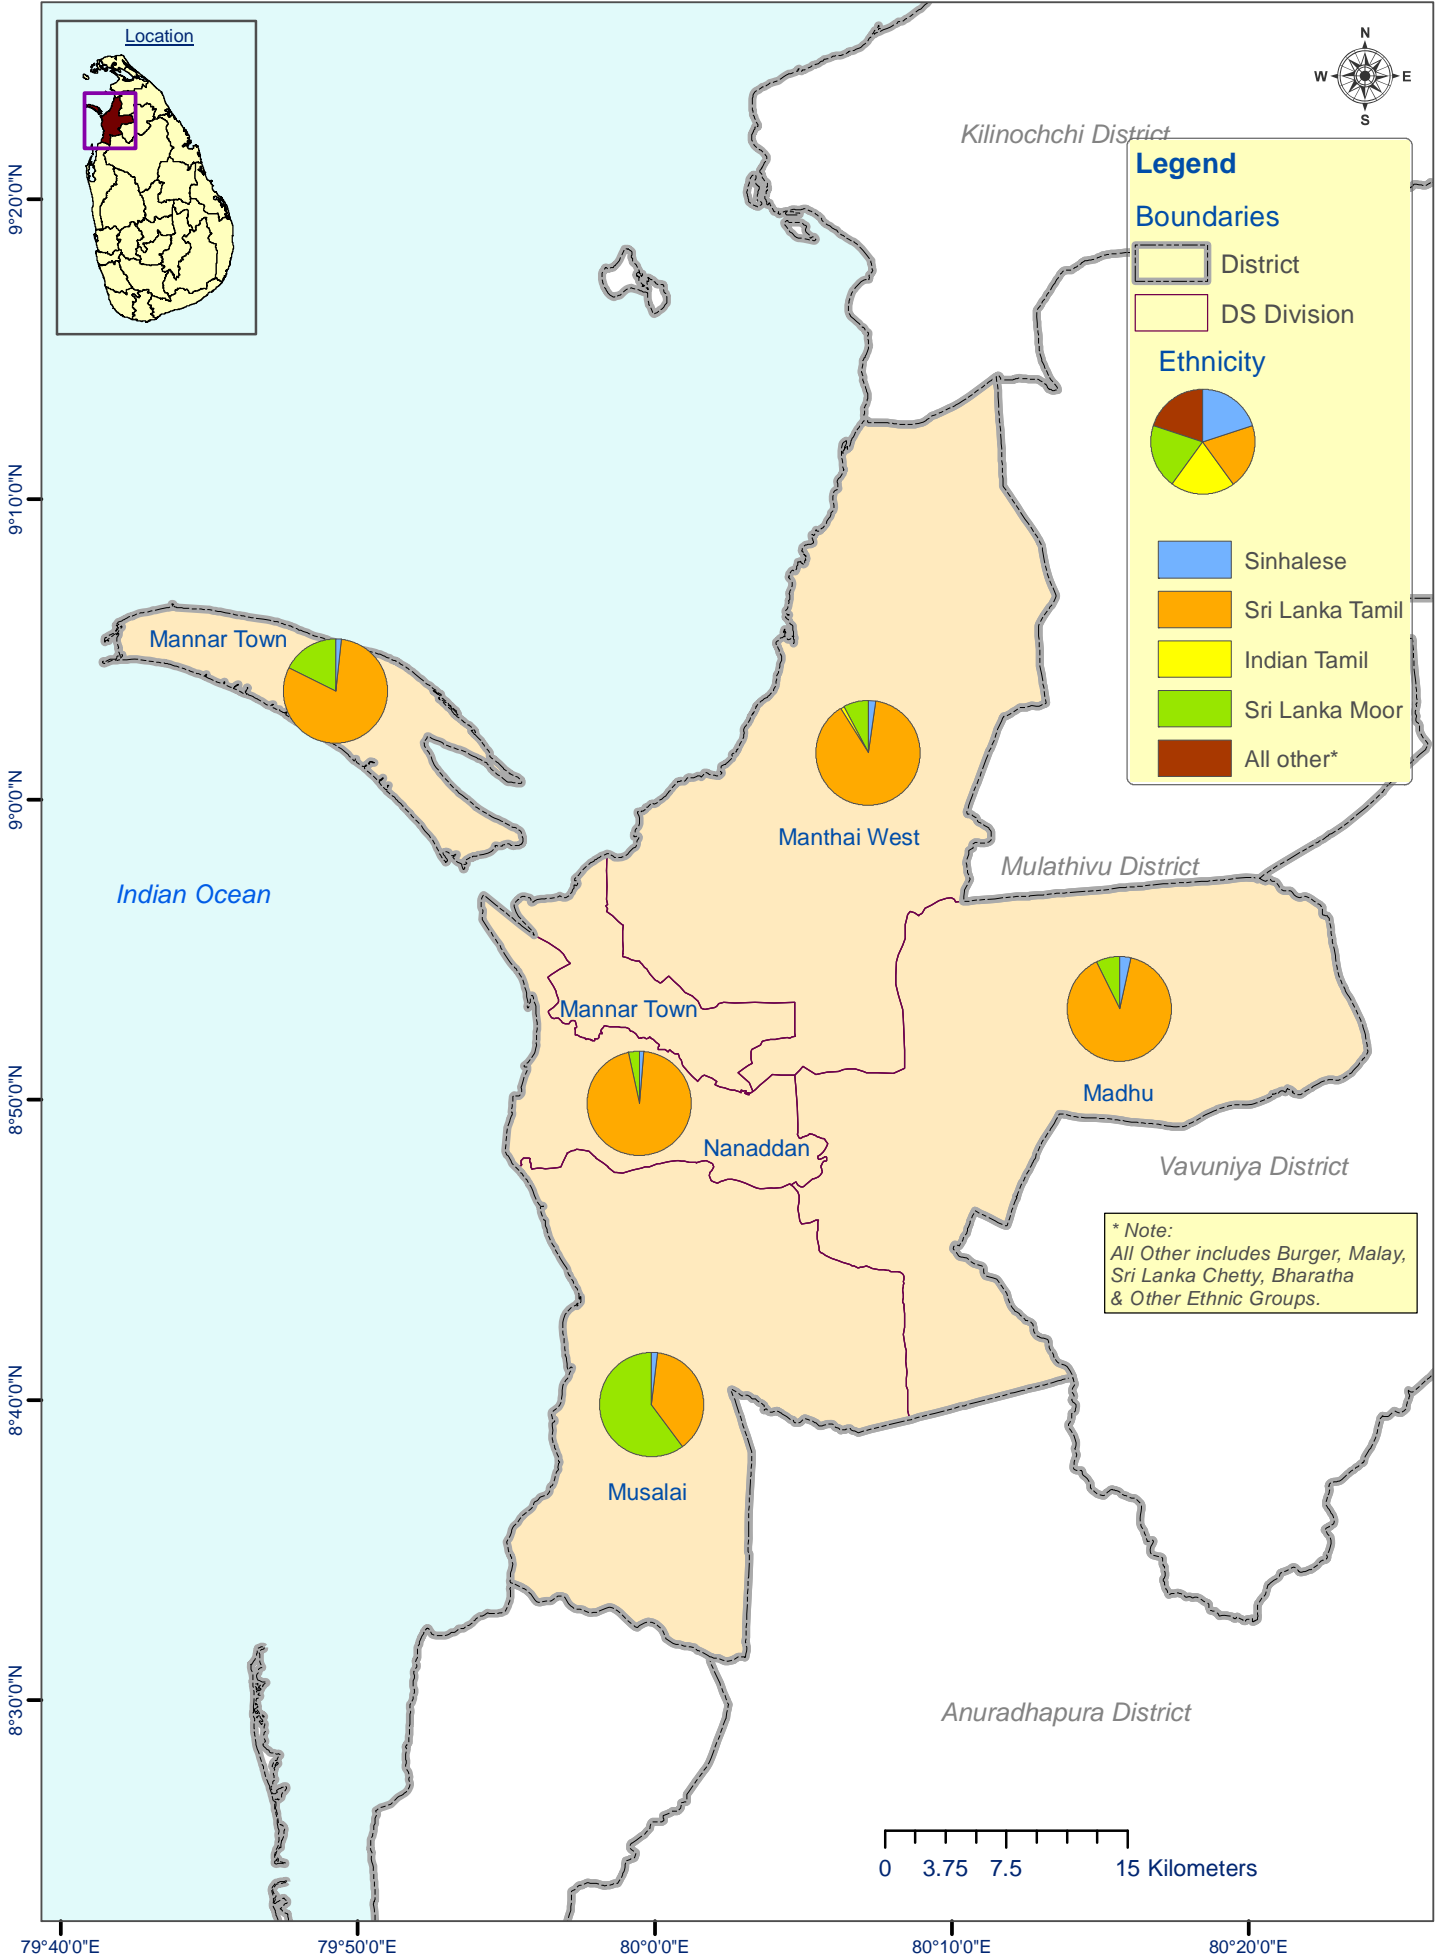 Location
N
W
E
S
Kilinochchi District
Legend
Boundaries
District
DS Division
Ethnicity
Sinhalese
Sri Lanka Tamil
Indian Tamil
Sri Lanka Moor
All other*
Mannar Town
Manthai West
Mulathivu District
Indian Ocean
Mannar Town
Madhu
Nanaddan
Vavuniya District
* Note:
All Other includes Burger, Malay,
Sri Lanka Chetty, Bharatha
& Other Ethnic Groups.
Musalai
Anuradhapura District
0 3.75 7.5 15 Kilometers
9°20'0"N
9°10'0"N
9°0'0"N
8°50'0"N
8°40'0"N
8°30'0"N
79°40'0"E 79°50'0"E 80°0'0"E 80°10'0"E 80°20'0"E